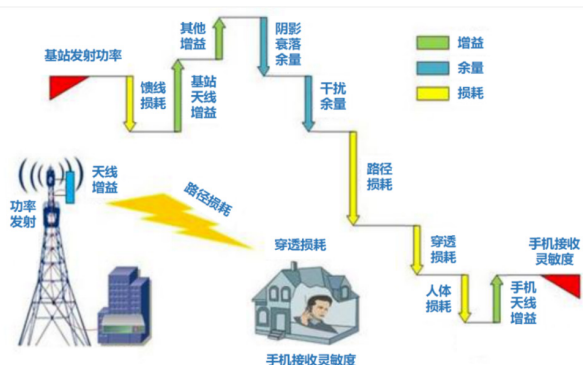 基站发射功率
馈线
损耗
基站
天线
增益
其他
增益
阴影
衰落
余量
干扰
余量
路径
损耗
穿透
损耗
人体
损耗
手机
天线
增益
手机接收
灵敏度
增益
余量
损耗
天线
增益
功率
发射
路径损耗
穿透损耗
手机接收灵敏度